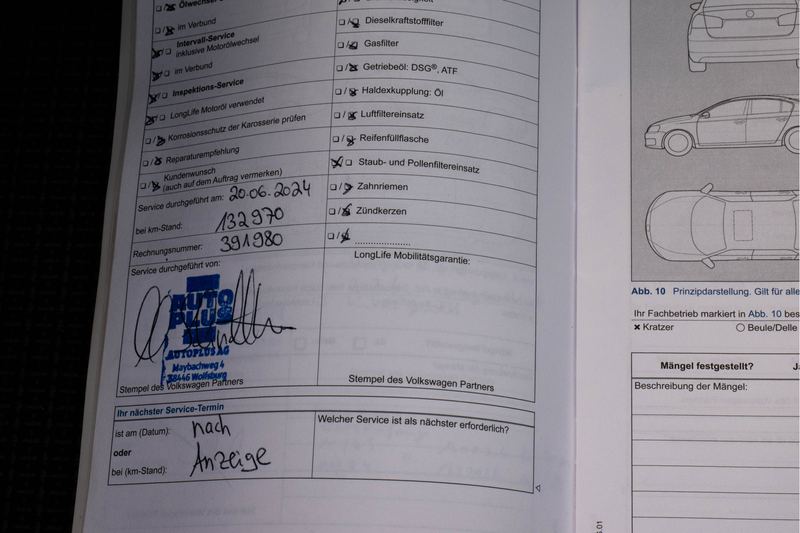 Ölwechsel
im Verbund
Intervall-Service
inklusive Motorölwechsel
im Verbund
Inspektions-Service
LongLife Motoröl verwendet
Korrosionsschutz der Karosserie prüfen
Reparaturempfehlung
Kundenwunsch
(auch auf dem Auftrag vermerken)
Service durchgeführt am: 20.06.2024
bei km-Stand: 132970
Rechnungsnummer: 391980
Service durchgeführt von:
AUTO
PLUS
AUTOPLUS AG
Maybachweg 4
38446 Wolfsburg
Stempel des Volkswagen Partners
Dieselkraftstofffilter
Gasfilter
Getriebeöl: DSG®, ATF
Haldexkupplung: Öl
Luftfiltereinsatz
Reifenfüllflasche
Staub- und Pollenfiltereinsatz
Zahnriemen
Zündkerzen
LongLife Mobilitätsgarantie:
Stempel des Volkswagen Partners
Ihr nächster Service-Termin
ist am (Datum): nach
oder
bei (km-Stand): Anzeige
Welcher Service ist als nächster erforderlich?
Abb. 10 Prinzipdarstellung. Gilt für alle
Ihr Fachbetrieb markiert in Abb. 10 bes
Kratzer
Beule/Delle
Mängel festgestellt?
Beschreibung der Mängel: